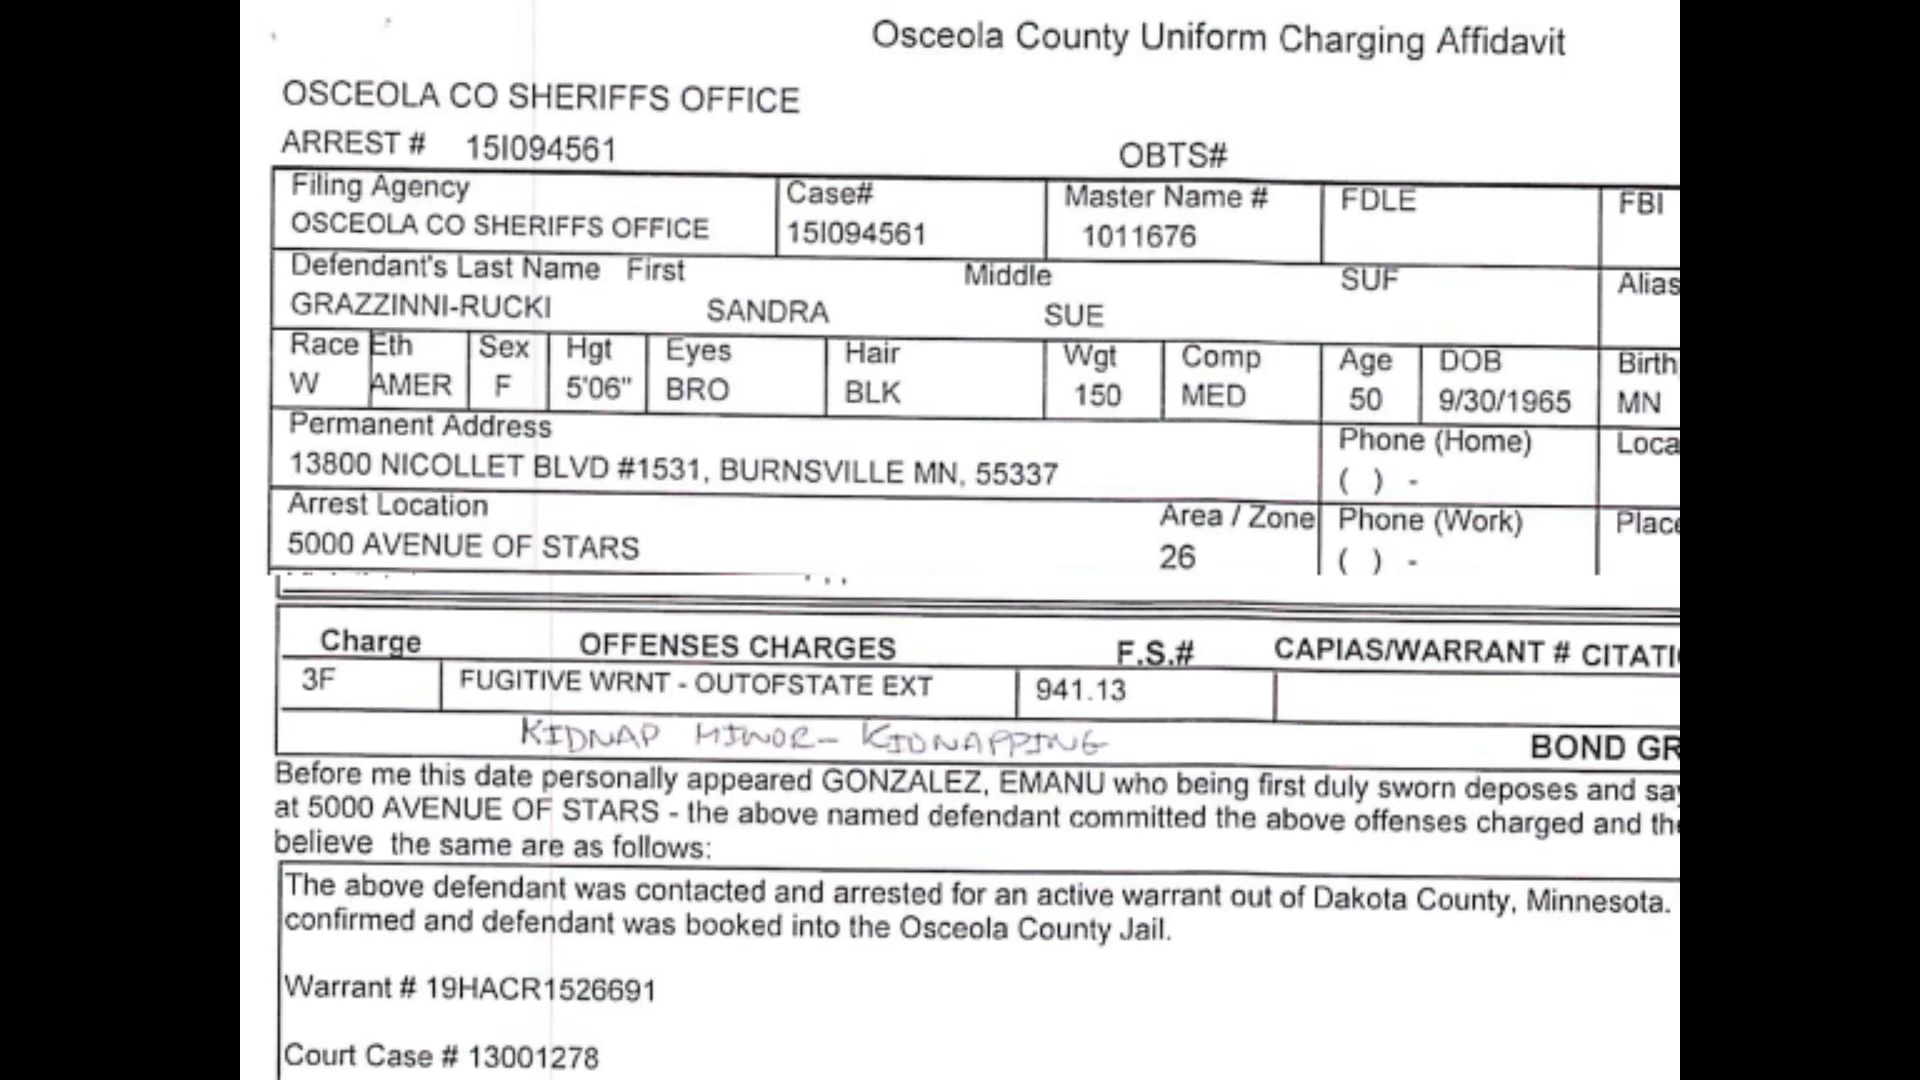 Osceola County Uniform Charging Affidavit
OSCEOLA CO SHERIFFS OFFICE
ARREST # 15I094561
OBTS#
Filing Agency Case# Master Name # FDLE FBI
OSCEOLA CO SHERIFFS OFFICE 15I094561 1011676
Defendant's Last Name First Middle SUF Alias
GRAZZINNI-RUCKI SANDRA SUE
Race Eth Sex Hgt Eyes Hair Wgt Comp Age DOB Birth
W AMER F 5'06" BRO BLK 150 MED 50 9/30/1965 MN
Permanent Address Phone (Home) Loca
13800 NICOLLET BLVD #1531, BURNSVILLE MN, 55337 ( ) -
Arrest Location Area / Zone Phone (Work) Place
5000 AVENUE OF STARS 26 ( ) -
Charge OFFENSES CHARGES F.S.# CAPIAS/WARRANT # CITATI
3F FUGITIVE WRNT - OUTOFSTATE EXT 941.13
KIDNAP MINOR - KIDNAPPING
BOND GR
Before me this date personally appeared GONZALEZ, EMANU who being first duly sworn deposes and say
at 5000 AVENUE OF STARS - the above named defendant committed the above offenses charged and the
believe the same are as follows:
The above defendant was contacted and arrested for an active warrant out of Dakota County, Minnesota.
confirmed and defendant was booked into the Osceola County Jail.
Warrant # 19HACR1526691
Court Case # 13001278